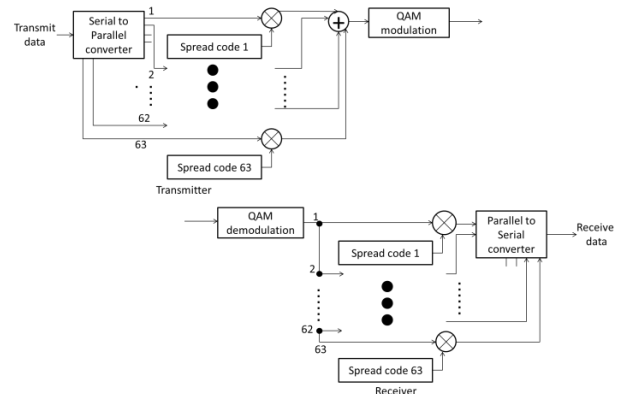 Transmit
data
Serial to
Parallel
converter
1
2
62
63
Spread code 1
Spread code 63
+
QAM
modulation
Transmitter
QAM
demodulation
1
2
62
63
Spread code 1
Spread code 63
Parallel to
Serial
converter
Receive
data
Receiver